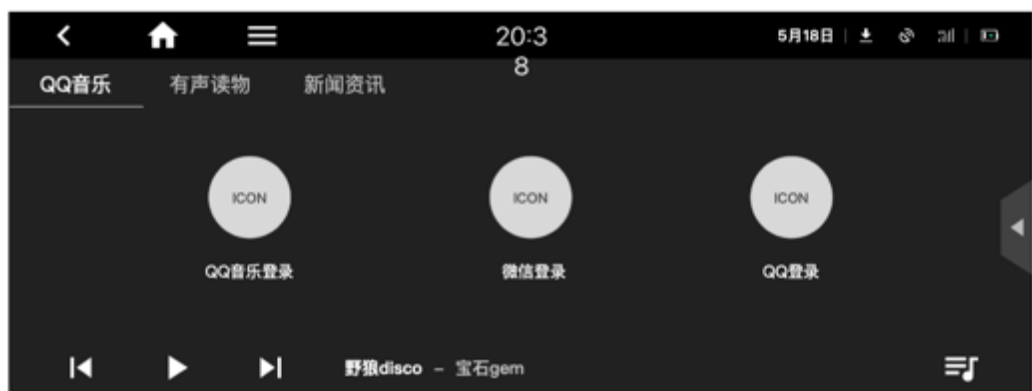 20:3
8
5月18日
QQ音乐 有声读物 新闻资讯
ICON ICON ICON
QQ音乐登录 微信登录 QQ登录
野狼disco – 宝石gem